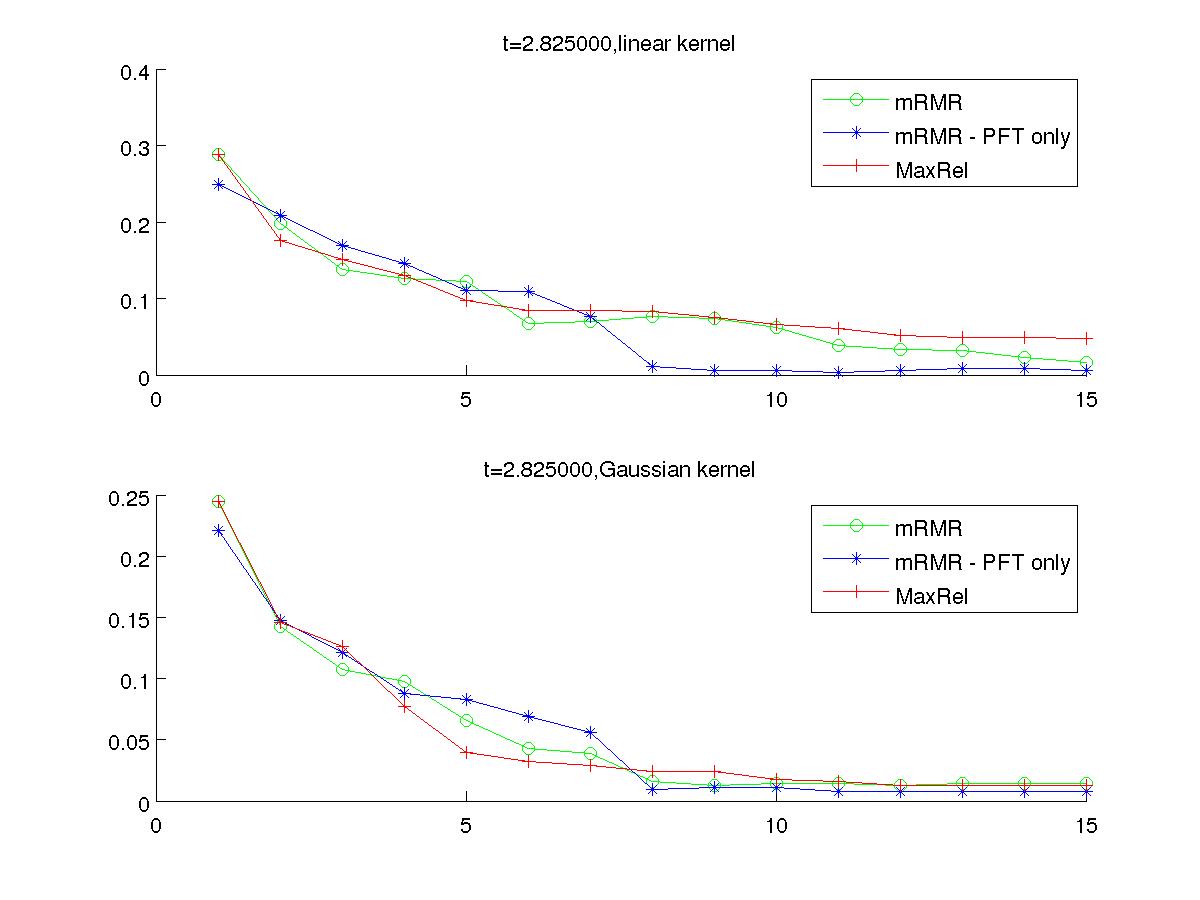 t=2.825000,linear kernel
0.4
0.3
0.2
0.1
0
0
5
10
15
mRMR
mRMR - PFT only
MaxRel
t=2.825000,Gaussian kernel
0.25
0.2
0.15
0.1
0.05
0
0
5
10
15
mRMR
mRMR - PFT only
MaxRel